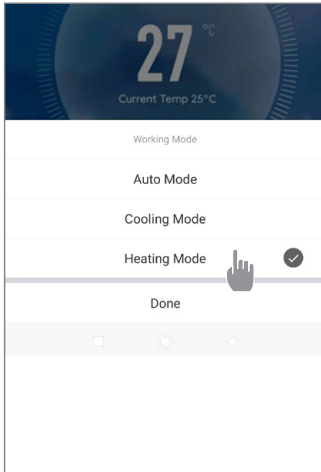 27 °C
Current Temp 25°C
Working Mode
Auto Mode
Cooling Mode
Heating Mode
Done